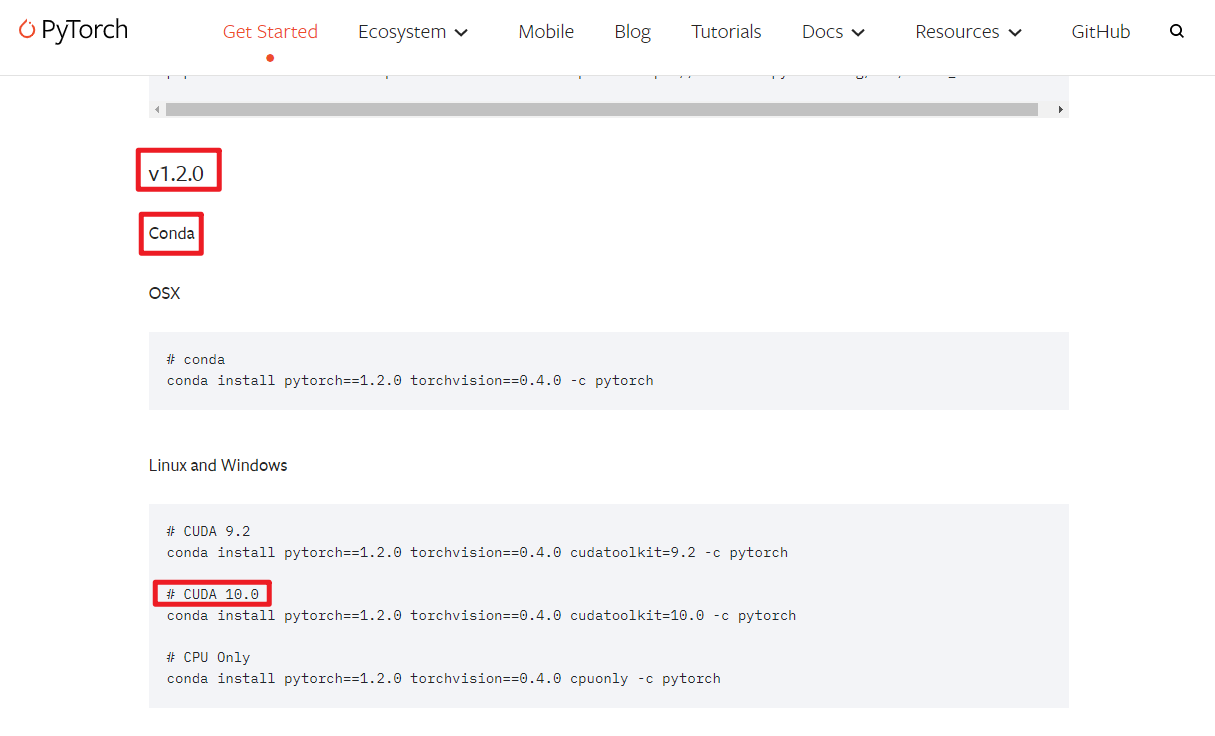 PyTorch
Get Started Ecosystem Mobile Blog Tutorials Docs Resources GitHub
v1.2.0
Conda
OSX
# conda
conda install pytorch==1.2.0 torchvision==0.4.0 -c pytorch
Linux and Windows
# CUDA 9.2
conda install pytorch==1.2.0 torchvision==0.4.0 cudatoolkit=9.2 -c pytorch
# CUDA 10.0
conda install pytorch==1.2.0 torchvision==0.4.0 cudatoolkit=10.0 -c pytorch
# CPU Only
conda install pytorch==1.2.0 torchvision==0.4.0 cpuonly -c pytorch